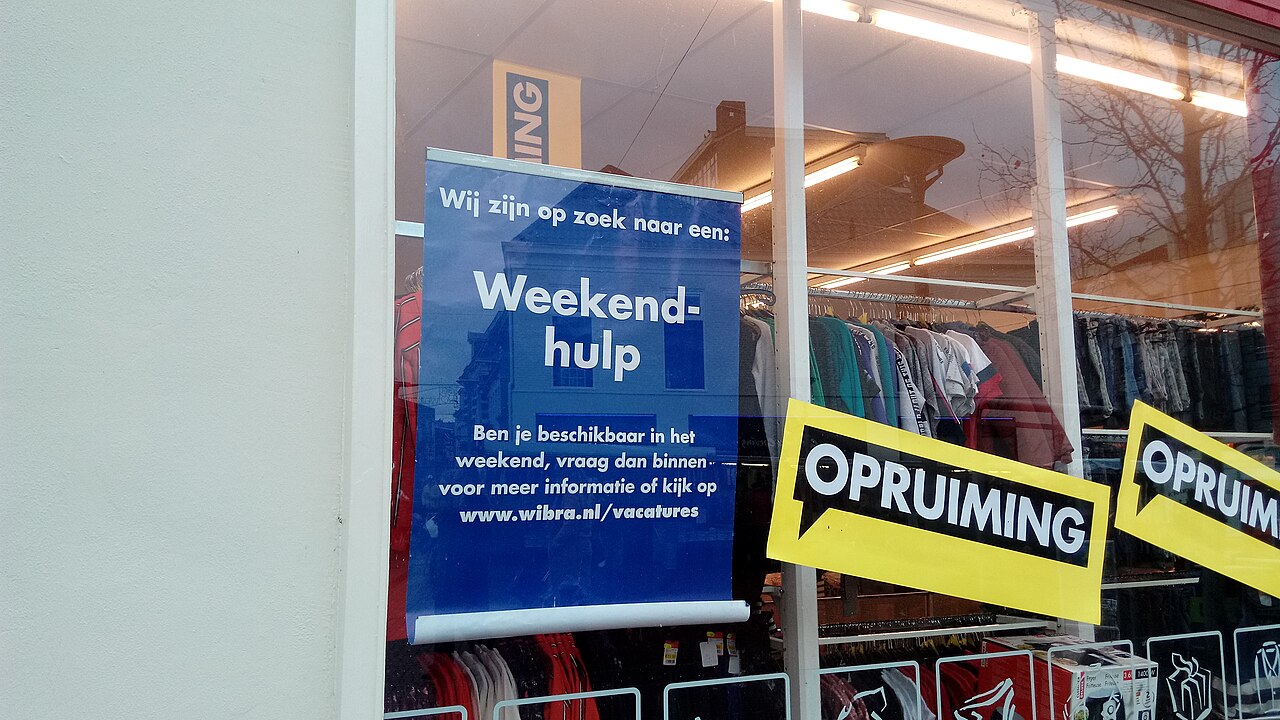 Wij zijn op zoek naar een:
Weekend-
hulp
Ben je beschikbaar in het
weekend, vraag dan binnen
voor meer informatie of kijk op
www.wibra.nl/vacatures
OPRUIMING
OPRUIM
ING